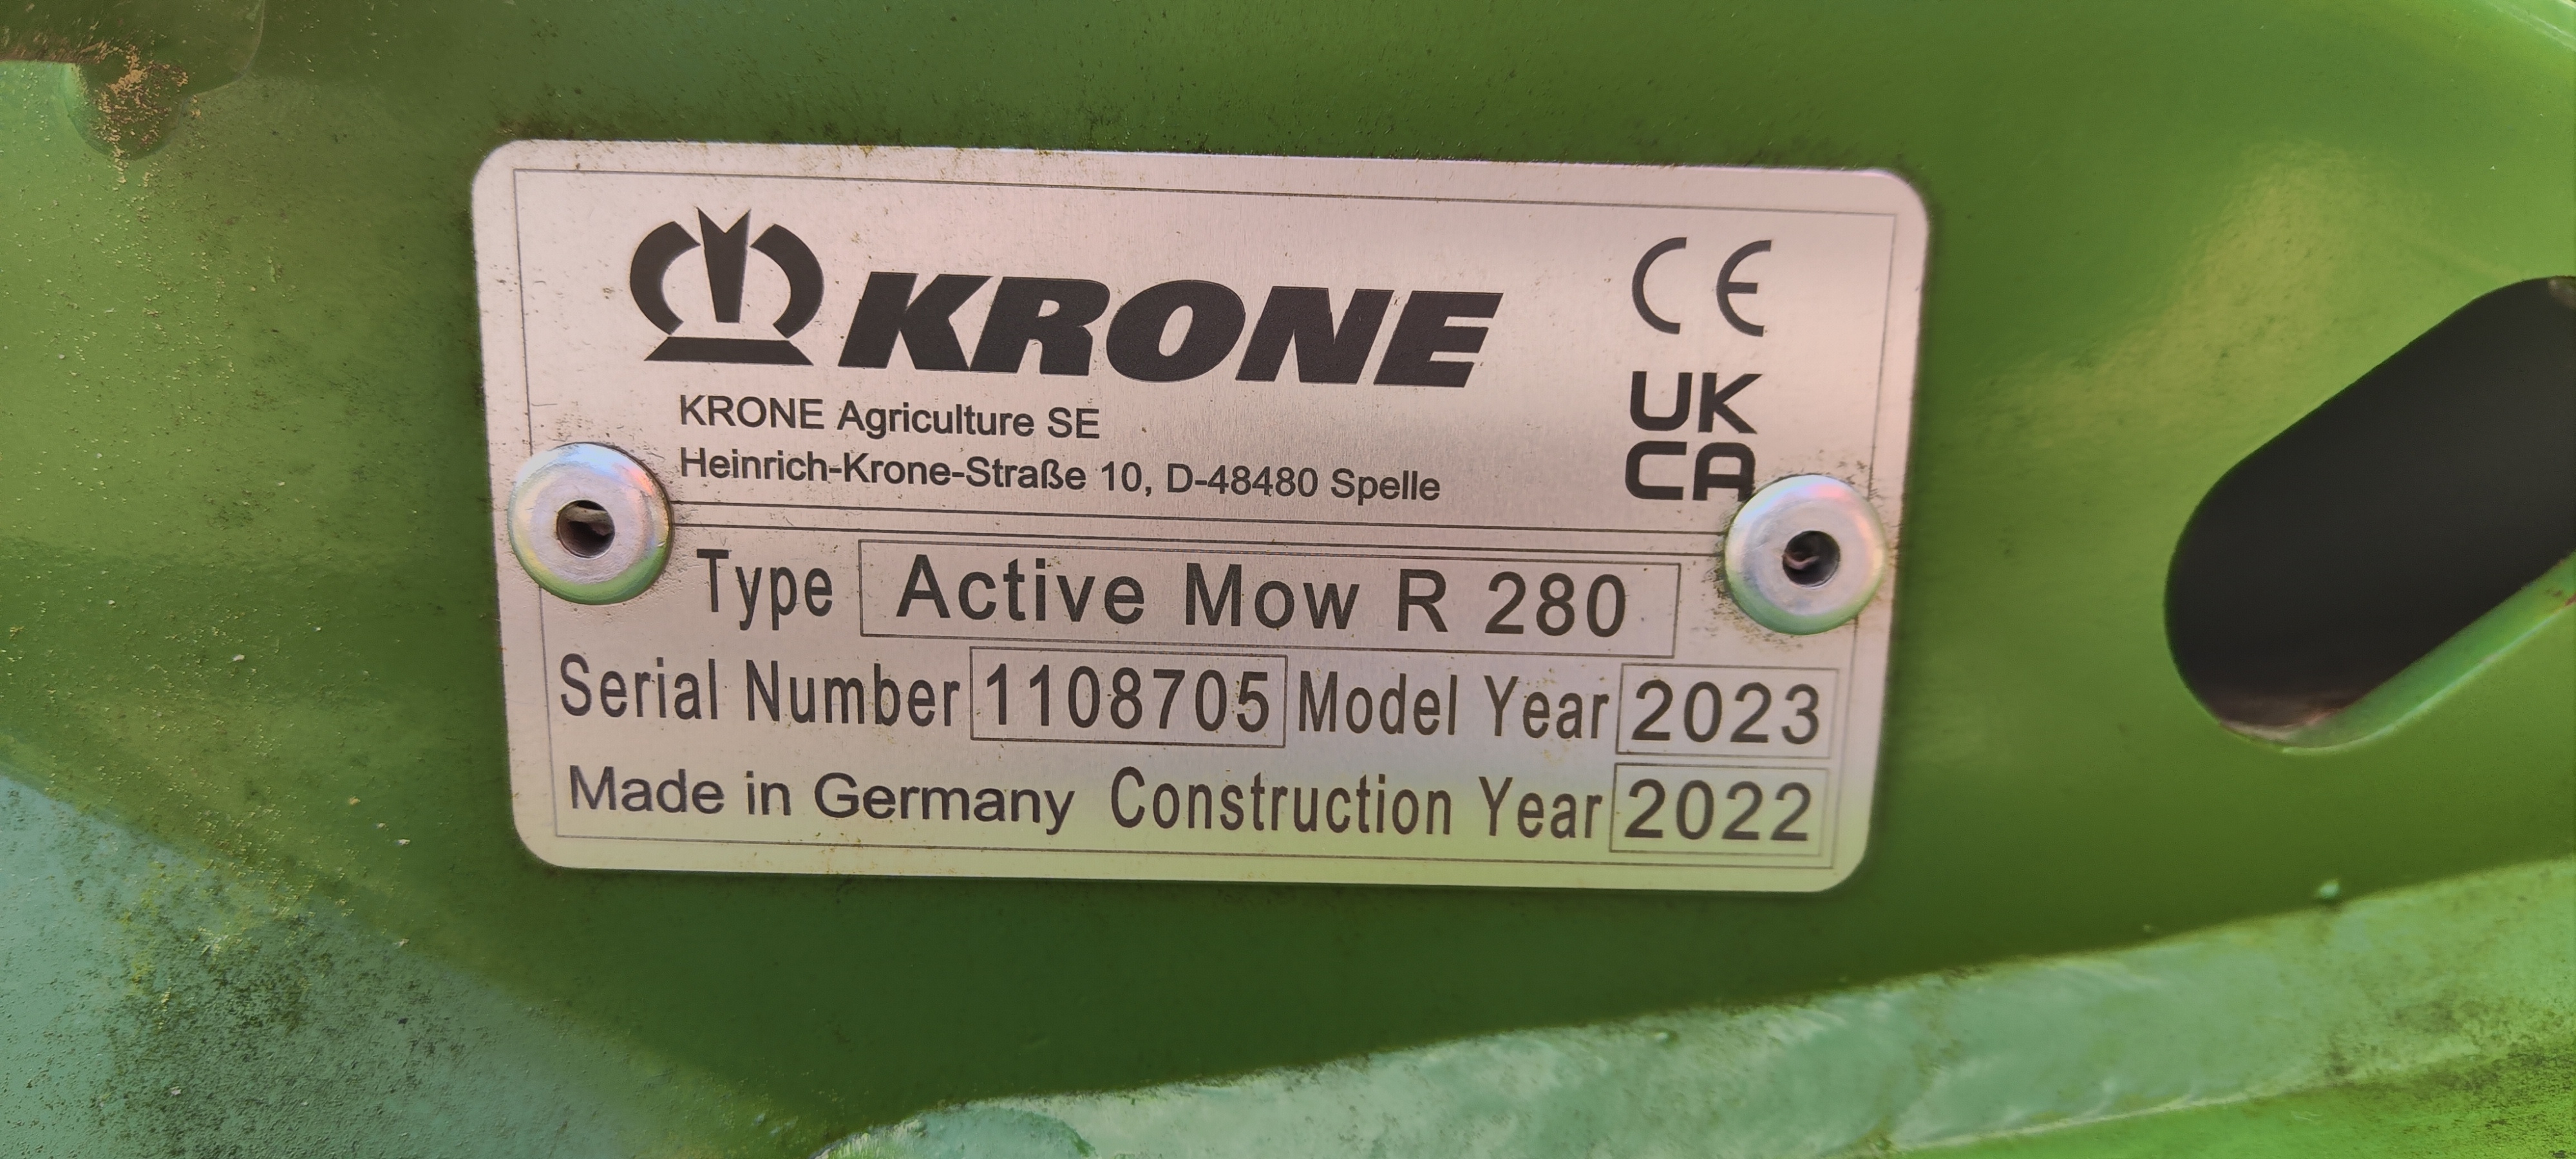 KRONE
CE
UK
CA
KRONE Agriculture SE
Heinrich-Krone-Straße 10, D-48480 Spelle
Type Active Mow R 280
Serial Number 1108705 Model Year 2023
Made in Germany Construction Year 2022